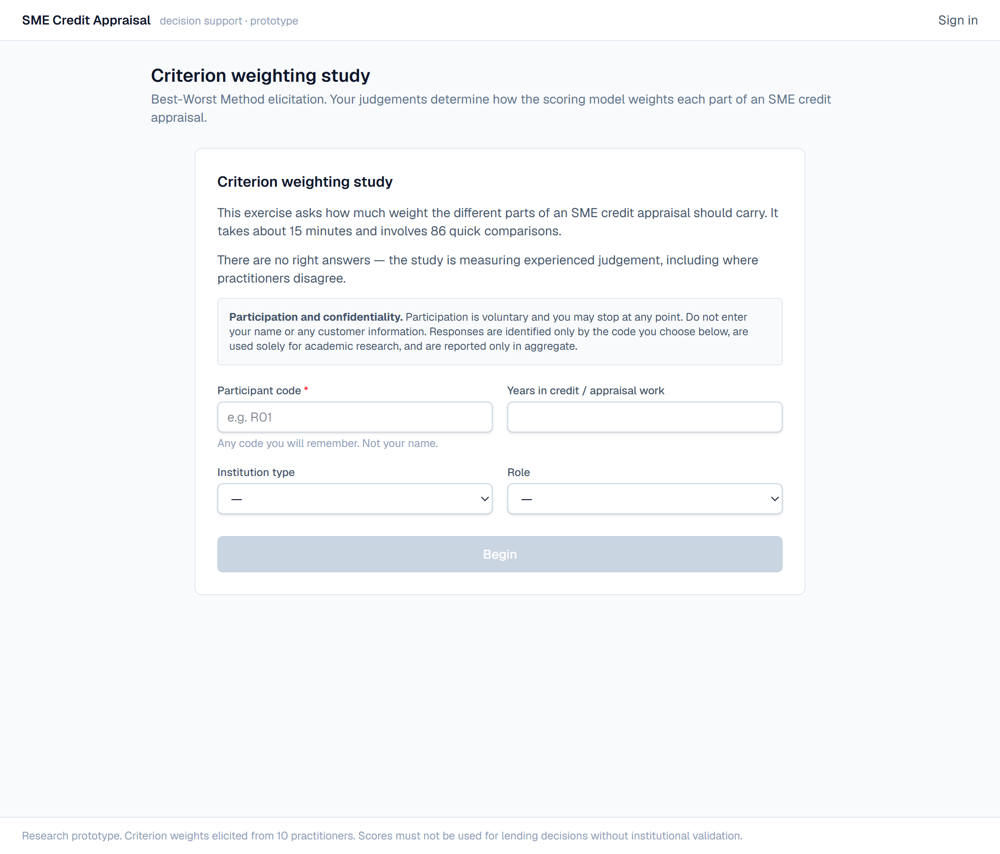 SME Credit Appraisal decision support · prototype
Sign in
Criterion weighting study
Best-Worst Method elicitation. Your judgements determine how the scoring model weights each part of an SME credit
appraisal.
Criterion weighting study
This exercise asks how much weight the different parts of an SME credit appraisal should carry. It
takes about 15 minutes and involves 86 quick comparisons.
There are no right answers — the study is measuring experienced judgement, including where
practitioners disagree.
Participation and confidentiality. Participation is voluntary and you may stop at any point. Do not enter
your name or any customer information. Responses are identified only by the code you choose below, are
used solely for academic research, and are reported only in aggregate.
Participant code *
Years in credit / appraisal work
e.g. R01
Any code you will remember. Not your name.
Institution type
Role
—
—
Begin
Research prototype. Criterion weights elicited from 10 practitioners. Scores must not be used for lending decisions without institutional validation.